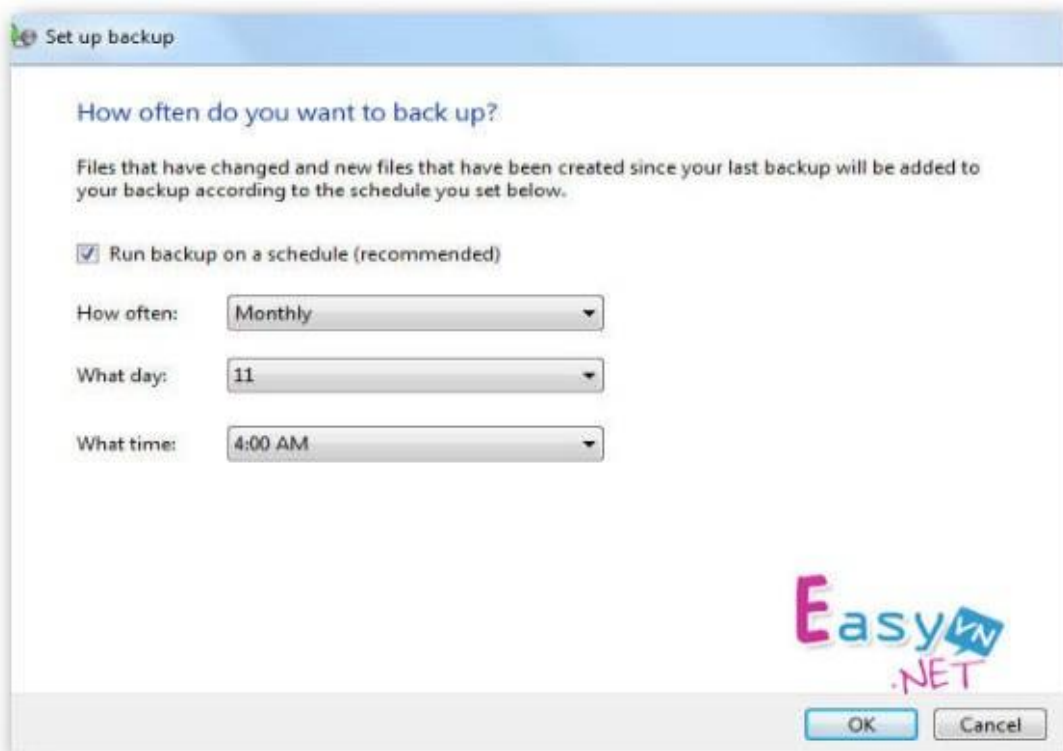 Set up backup
How often do you want to back up?
Files that have changed and new files that have been created since your last backup will be added to
your backup according to the schedule you set below.
Run backup on a schedule (recommended)
How often: Monthly
What day: 11
What time: 4:00 AM
Easy VN
.NET
OK Cancel